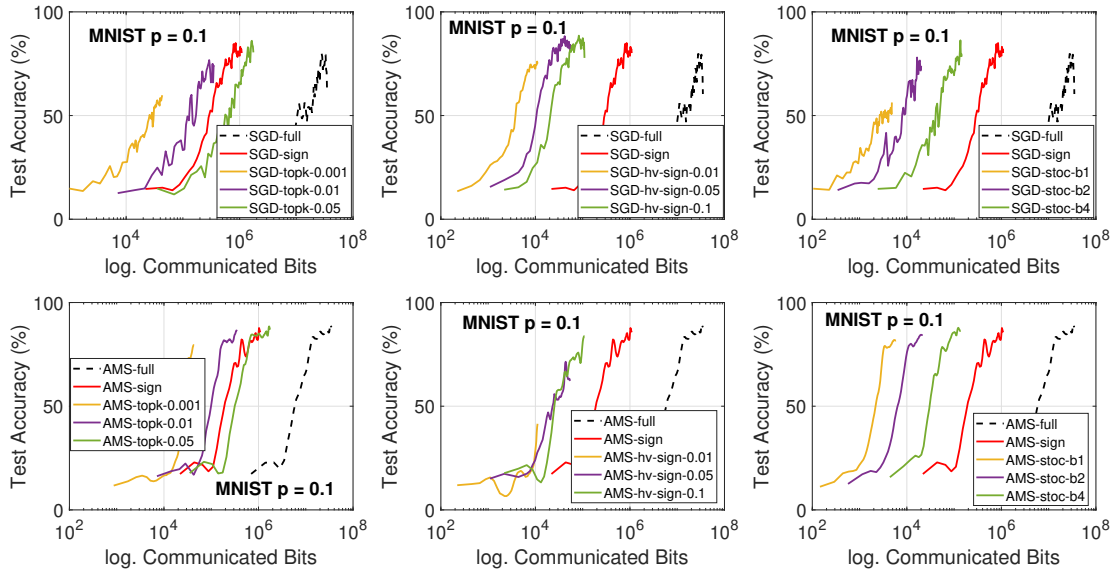 MNIST p = 0.1
Test Accuracy (%)
100
50
0
SGD-full
SGD-sign
SGD-topk-0.001
SGD-topk-0.01
SGD-topk-0.05
10^4 10^6 10^8
log. Communicated Bits
MNIST p = 0.1
Test Accuracy (%)
100
50
0
SGD-full
SGD-sign
SGD-hv-sign-0.01
SGD-hv-sign-0.05
SGD-hv-sign-0.1
10^2 10^4 10^6 10^8
log. Communicated Bits
MNIST p = 0.1
Test Accuracy (%)
100
50
0
SGD-full
SGD-sign
SGD-stoc-b1
SGD-stoc-b2
SGD-stoc-b4
10^2 10^4 10^6 10^8
log. Communicated Bits
Test Accuracy (%)
100
50
0
AMS-full
AMS-sign
AMS-topk-0.001
AMS-topk-0.01
AMS-topk-0.05
MNIST p = 0.1
10^2 10^4 10^6 10^8
log. Communicated Bits
MNIST p = 0.1
Test Accuracy (%)
100
50
0
AMS-full
AMS-sign
AMS-hv-sign-0.01
AMS-hv-sign-0.05
AMS-hv-sign-0.1
10^2 10^4 10^6 10^8
log. Communicated Bits
MNIST p = 0.1
Test Accuracy (%)
100
50
0
AMS-full
AMS-sign
AMS-stoc-b1
AMS-stoc-b2
AMS-stoc-b4
10^2 10^4 10^6 10^8
log. Communicated Bits